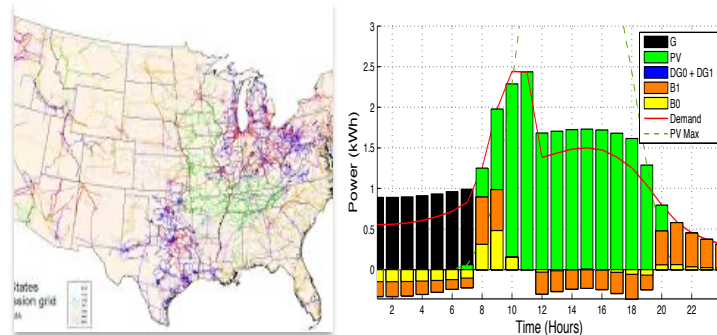 States
sion grid
3
2.5
2
1.5
1
0.5
0
Power (kWh)
G
PV
DG0 + DG1
B1
B0
Demand
PV Max
2 4 6 8 10 12 14 16 18 20 22
Time (Hours)